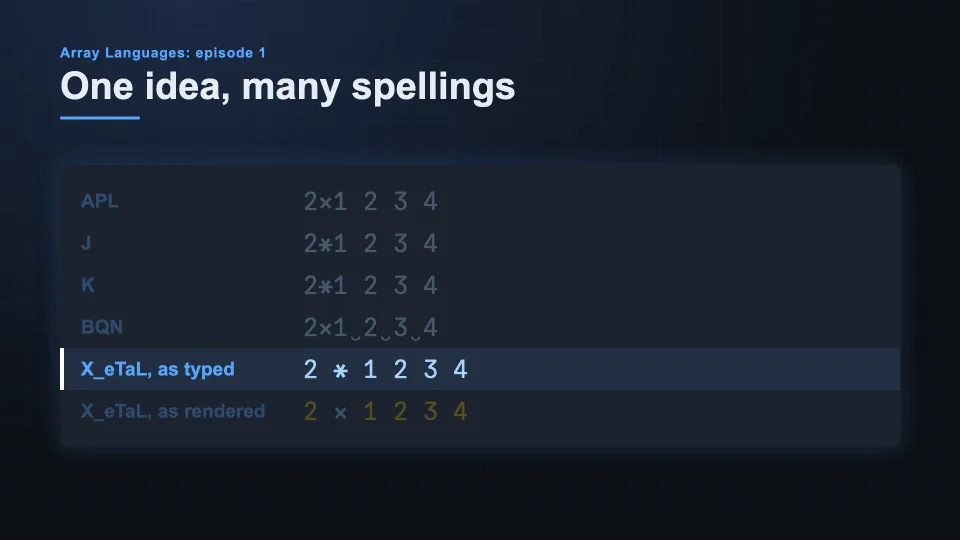 Array Languages: episode 1
One idea, many spellings
APL 2×1 2 3 4
J 2*1 2 3 4
K 2*1 2 3 4
BQN 2×1‿2‿3‿4
X_eTaL, as typed 2 * 1 2 3 4
X_eTaL, as rendered 2 × 1 2 3 4